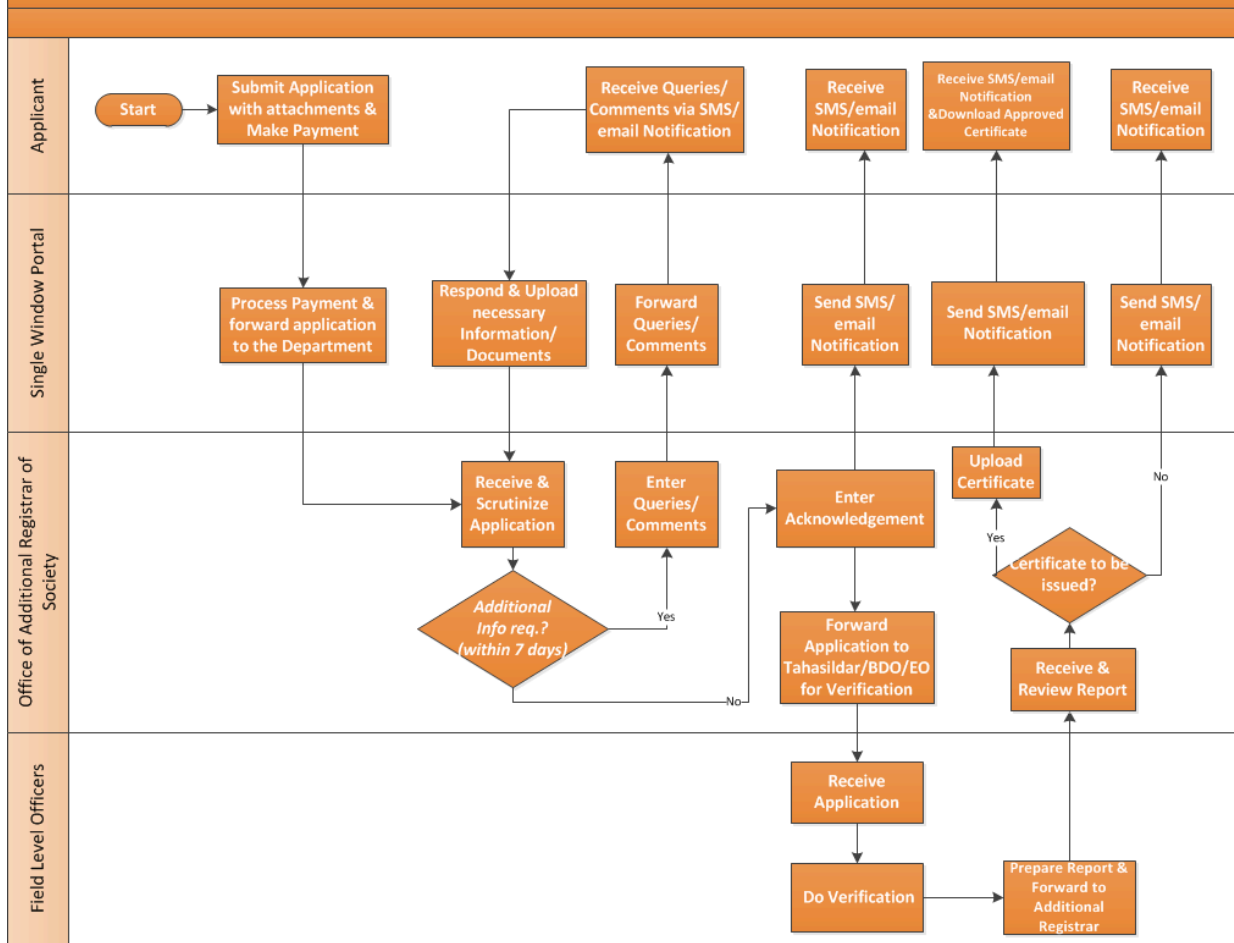 Applicant
Start
Submit Application
with attachments &
Make Payment
Receive Queries/
Comments via SMS/
email Notification
Receive
SMS/email
Notification
Receive SMS/email
Notification
&Download Approved
Certificate
Receive
SMS/email
Notification
Single Window Portal
Process Payment &
forward application
to the Department
Respond & Upload
necessary
Information/
Documents
Forward
Queries/
Comments
Send SMS/
email
Notification
Send SMS/email
Notification
Send SMS/
email
Notification
Office of Additional Registrar of
Society
Receive &
Scrutinize
Application
Enter
Queries/
Comments
Enter
Acknowledgement
Upload
Certificate
No
Yes
Certificate to be
issued?
Additional
Info req.?
(within 7 days)
Yes
No
Forward
Application to
Tahasildar/BDO/EO
for Verification
Receive &
Review Report
Field Level Officers
Receive
Application
Do Verification
Prepare Report &
Forward to
Additional
Registrar